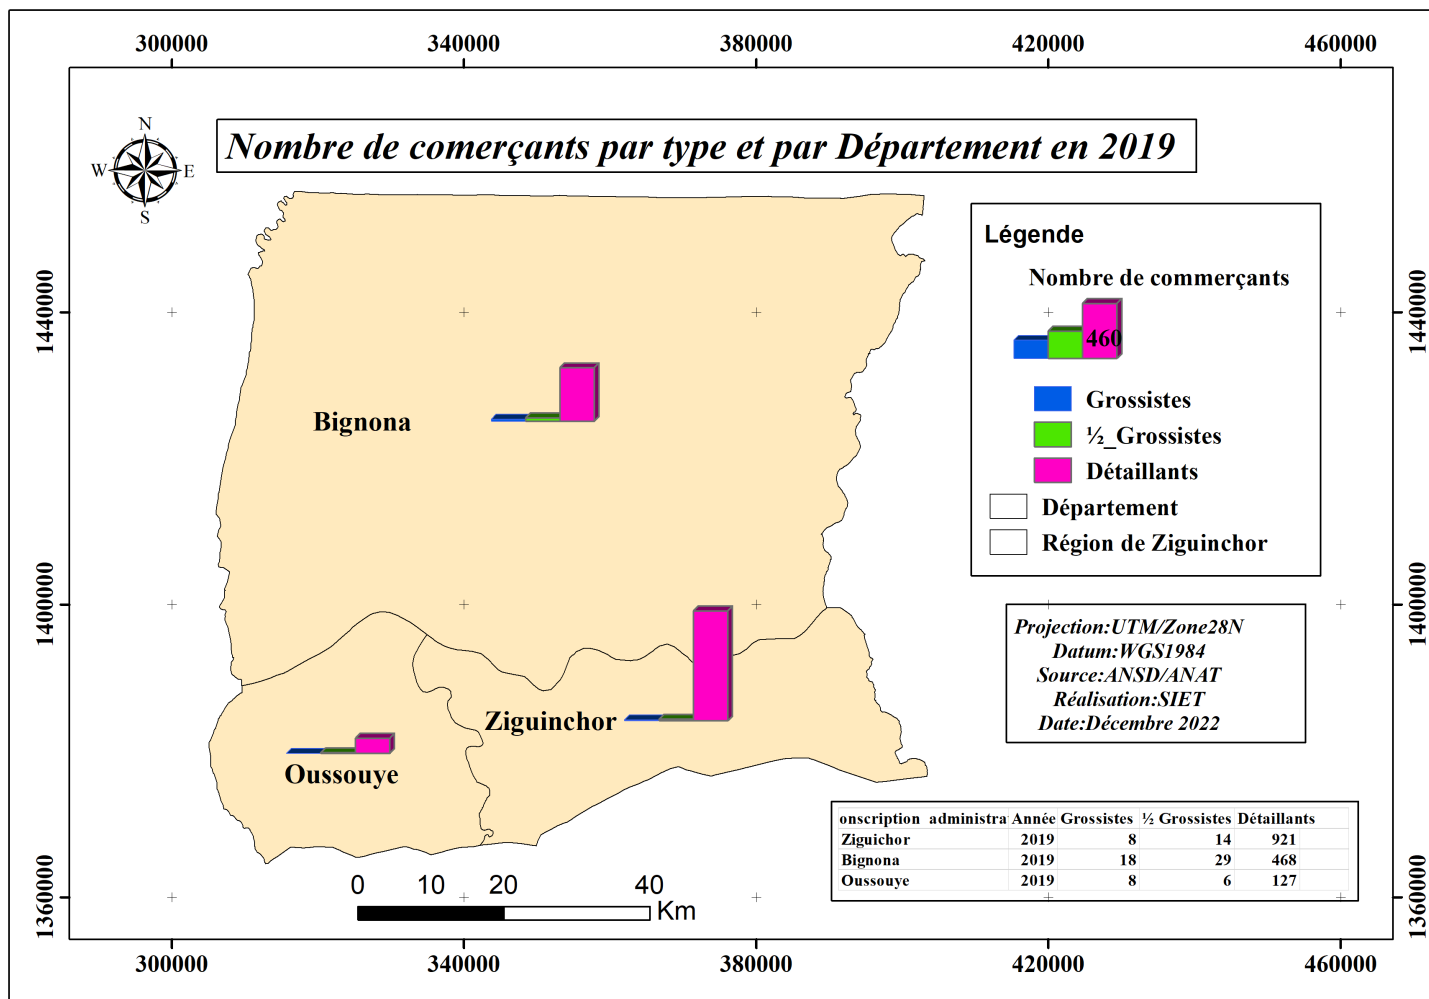 300000 340000 380000 420000 460000
N
W E
S
Nombre de comerçants par type et par Département en 2019
Légende
Nombre de commerçants
460
Grossistes
½_Grossistes
Détaillants
Département
Région de Ziguinchor
1440000 1440000
Bignona
1400000 1400000
Ziguinchor
Oussouye
Projection:UTM/Zone28N
Datum:WGS1984
Source:ANSD/ANAT
Réalisation:SIET
Date:Décembre 2022
onscription administra Année Grossistes ½ Grossistes Détaillants
Ziguichor 2019 8 14 921
Bignona 2019 18 29 468
Oussouye 2019 8 6 127
1360000 1360000
0 10 20 40
Km
300000 340000 380000 420000 460000